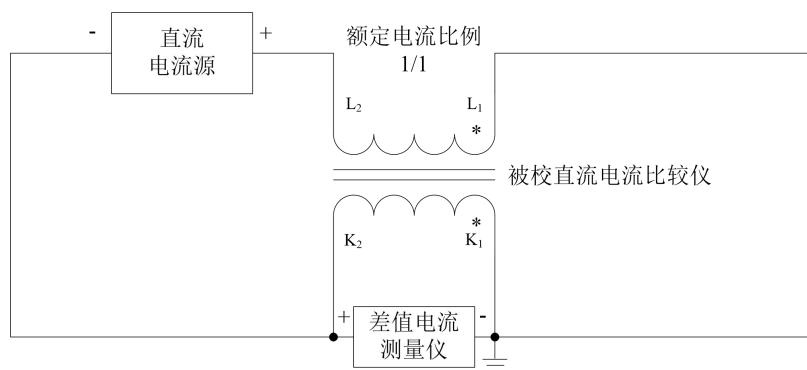 - 直流 +
电流源
额定电流比例
1/1
L₂ L₁
*
被校直流电流比较仪
*
K₂ K₁
+ 差值电流 -
测量仪